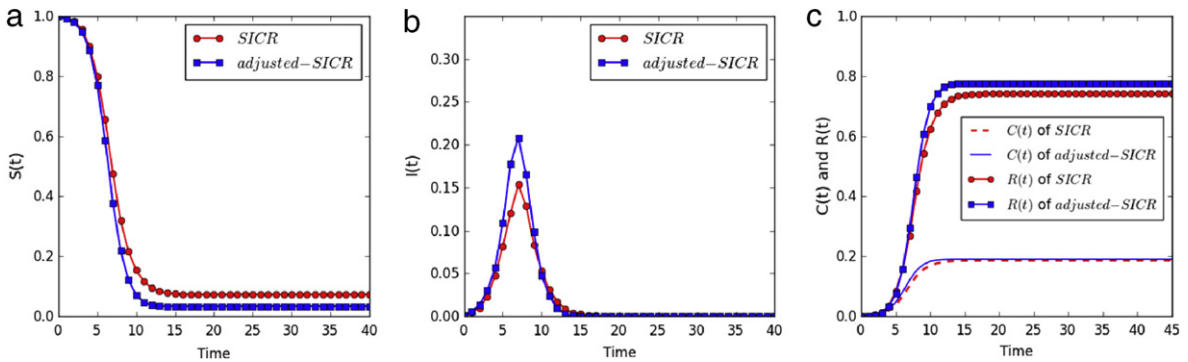 a
1.0
0.8
0.6
0.4
0.2
0.0
S(t)
SICR
adjusted−SICR
0 5 10 15 20 25 30 35 40
Time
b
0.30
0.25
0.20
0.15
0.10
0.05
0.00
I(t)
SICR
adjusted−SICR
0 5 10 15 20 25 30 35 40
Time
c
1.0
0.8
0.6
0.4
0.2
0.0
C(t) and R(t)
C(t) of SICR
C(t) of adjusted−SICR
R(t) of SICR
R(t) of adjusted−SICR
0 5 10 15 20 25 30 35 40 45
Time